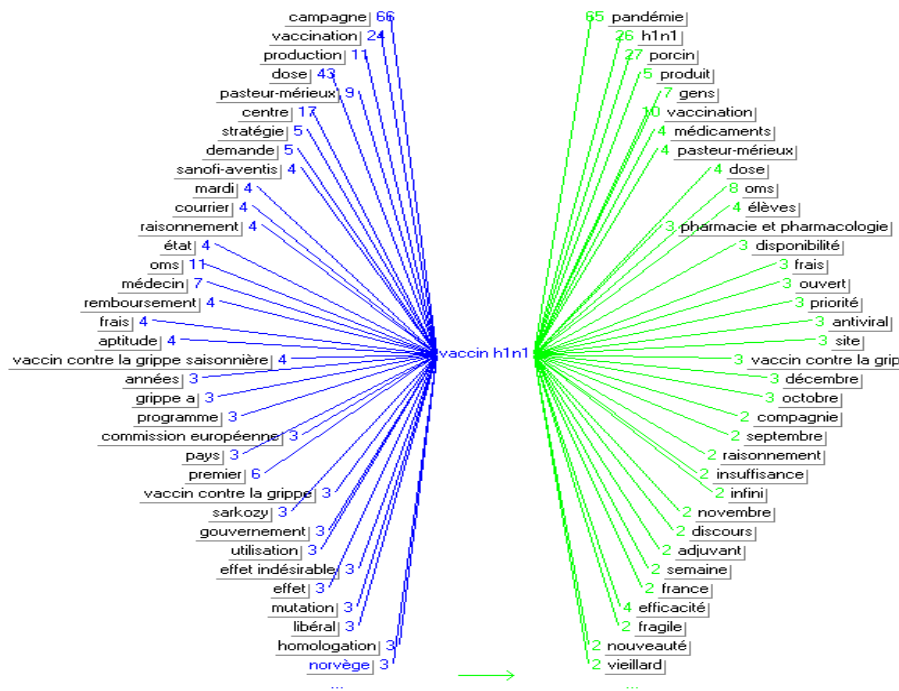 campagne 66
vaccination 24
production 11
dose 43
pasteur-mérieux 9
centre 17
stratégie 5
demande 5
sanofi-aventis 4
mardi 4
courrier 4
raisonnement 4
état 4
oms 11
médecin 7
remboursement 4
frais 4
aptitude 4
vaccin contre la grippe saisonnière 4
années 3
grippe a 3
programme 3
commission européenne 3
pays 3
premier 6
vaccin contre la grippe 3
sarkozy 3
gouvernement 3
utilisation 3
effet indésirable 3
effet 3
mutation 3
libéral 3
homologation 3
norvège 3
...
vaccin h1n1
65 pandémie
26 h1n1
27 porcin
5 produit
7 gens
10 vaccination
4 médicaments
4 pasteur-mérieux
4 dose
8 oms
4 élèves
3 pharmacie et pharmacologie
3 disponibilité
3 frais
3 ouvert
3 priorité
3 antiviral
3 site
3 vaccin contre la grip
3 décembre
3 octobre
2 compagnie
2 septembre
2 raisonnement
2 insuffisance
2 infini
2 novembre
2 discours
2 adjuvant
2 semaine
2 france
4 efficacité
2 fragile
2 nouveauté
2 vieillard
...